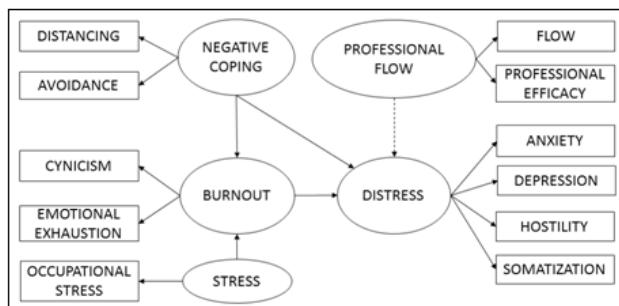 DISTANCING
AVOIDANCE
NEGATIVE
COPING
PROFESSIONAL
FLOW
FLOW
PROFESSIONAL
EFFICACY
CYNICISM
EMOTIONAL
EXHAUSTION
BURNOUT
DISTRESS
ANXIETY
DEPRESSION
HOSTILITY
SOMATIZATION
OCCUPATIONAL
STRESS
STRESS